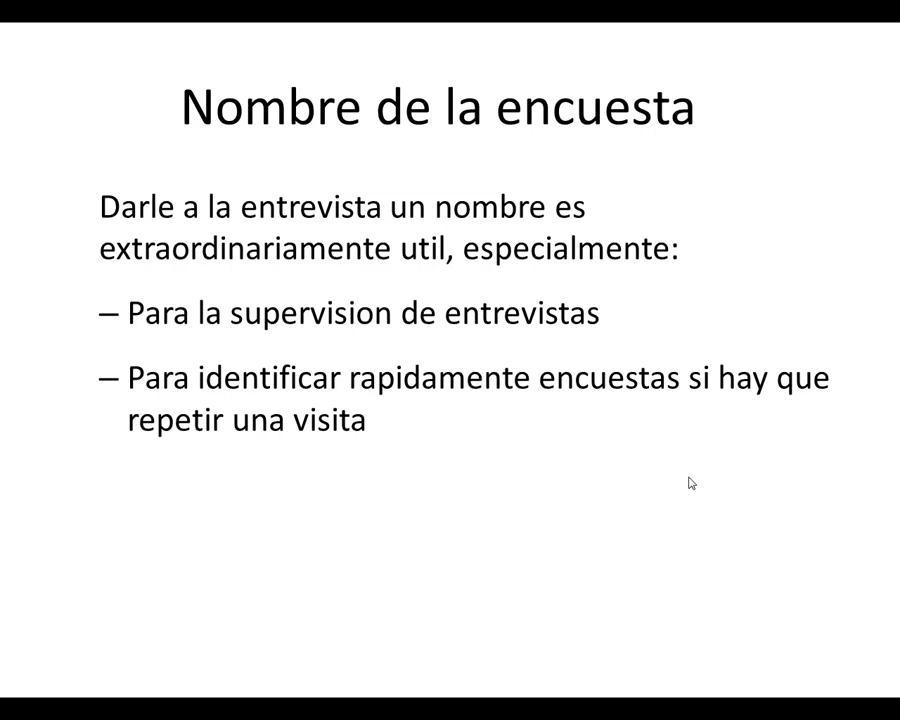 Nombre de la encuesta
Darle a la entrevista un nombre es
extraordinariamente util, especialmente:
– Para la supervision de entrevistas
– Para identificar rapidamente encuestas si hay que
repetir una visita